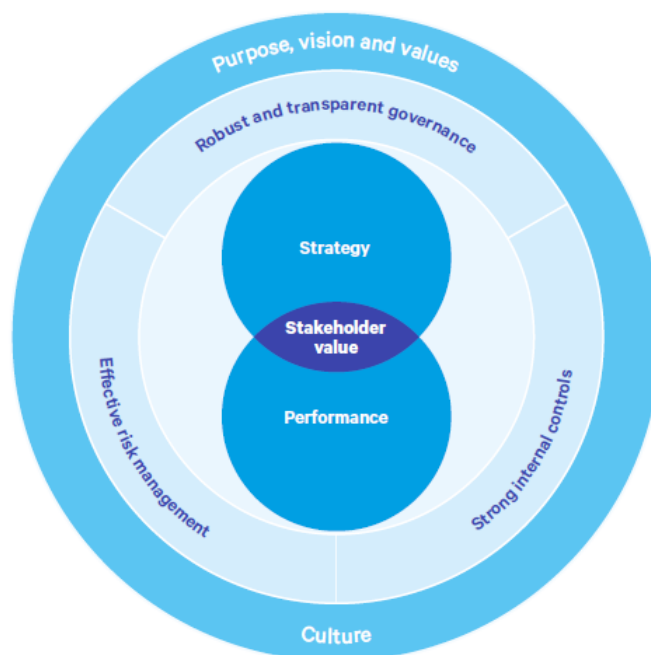 Purpose, vision and values
Robust and transparent governance
Strategy
Stakeholder
value
Performance
Effective risk management
Strong internal controls
Culture